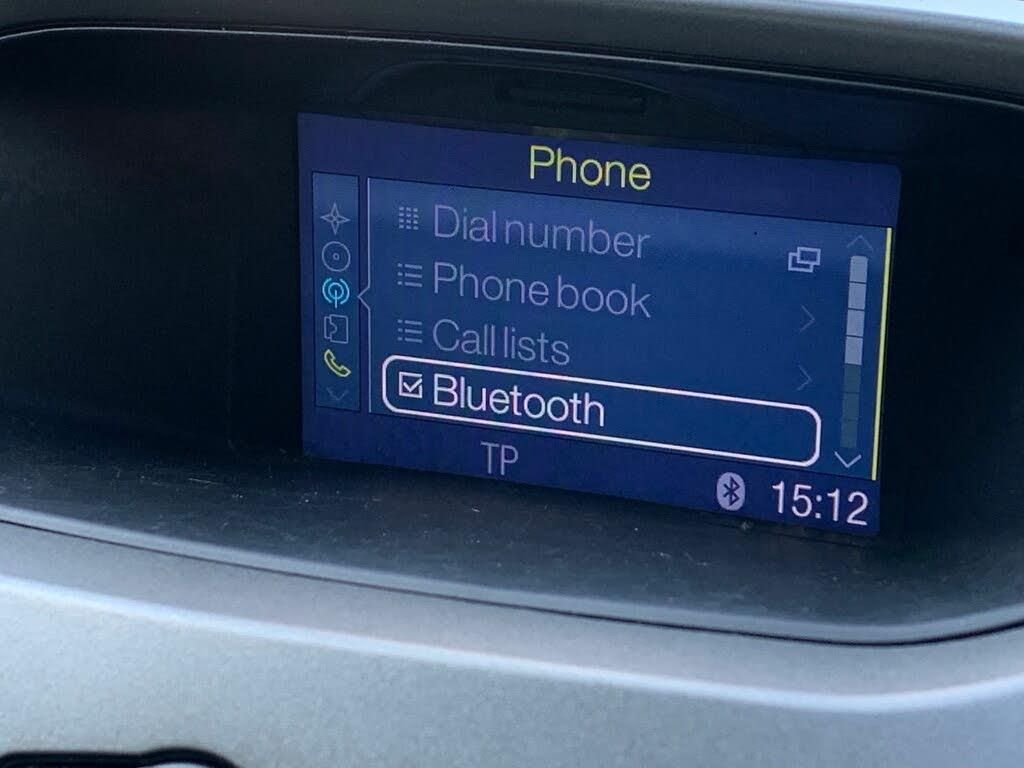 Phone
Dial number
Phone book
Call lists
Bluetooth
TP
15:12